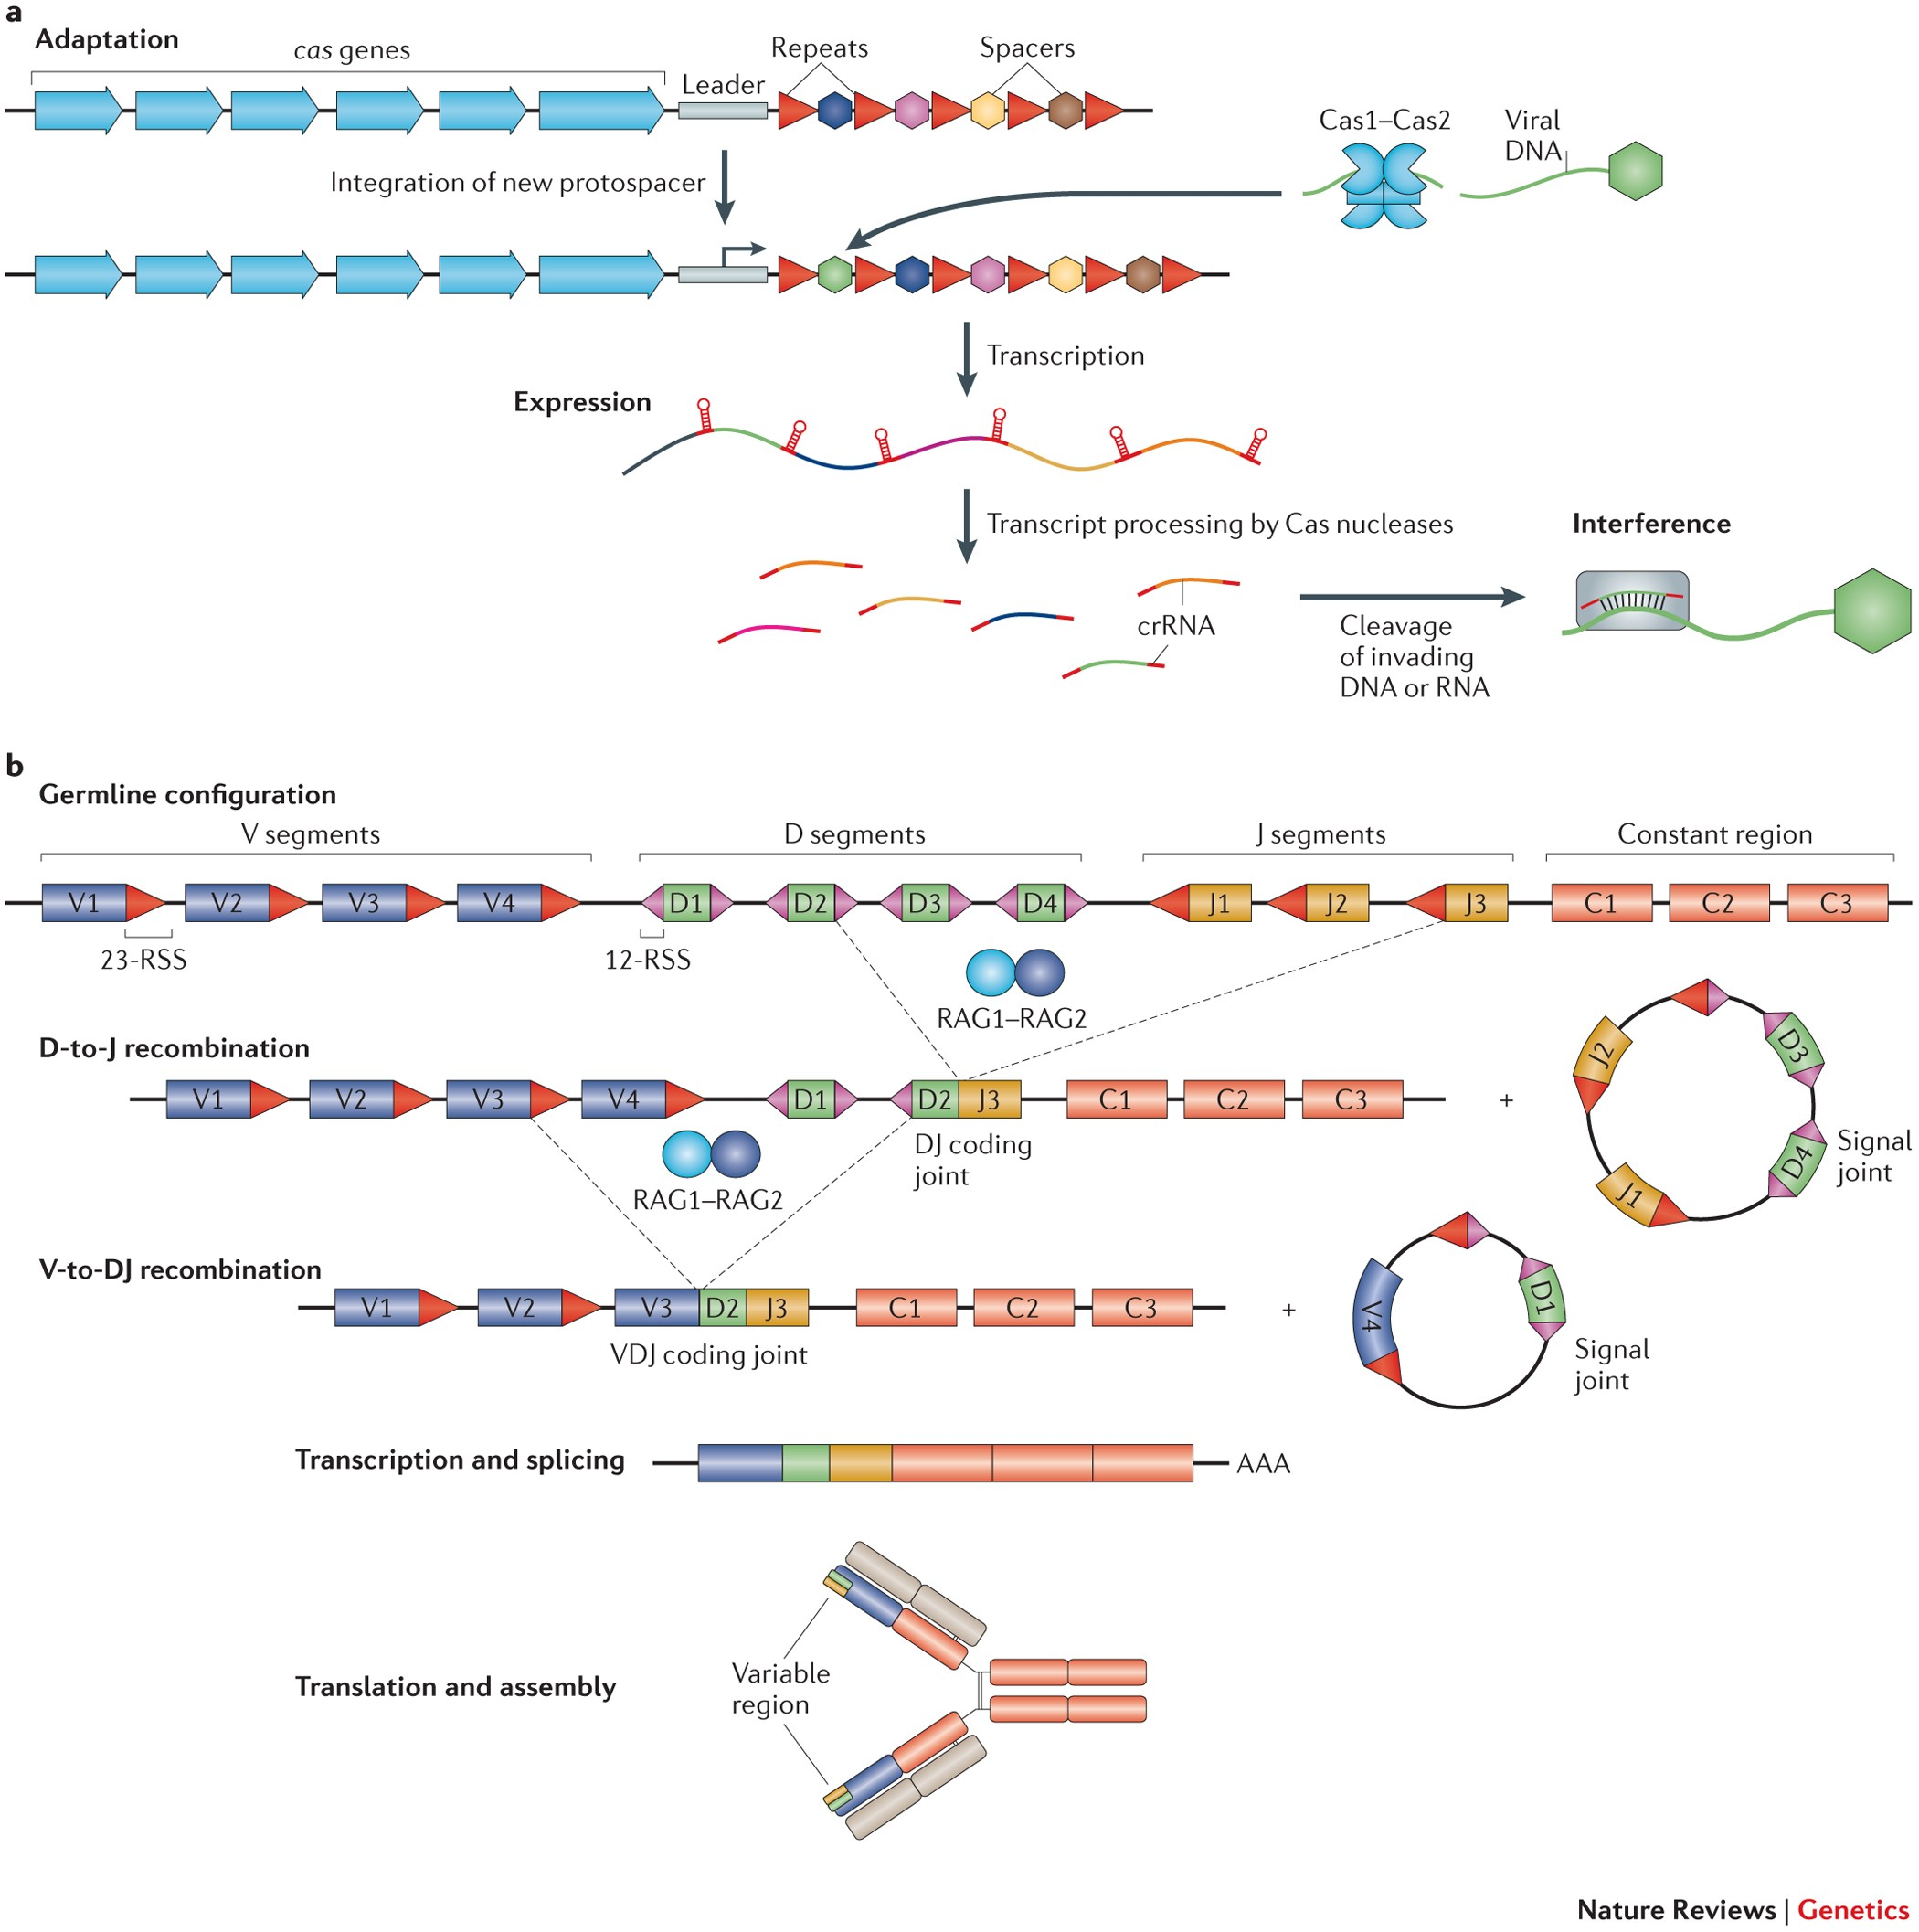 a
Adaptation
cas genes
Leader
Repeats
Spacers
Cas1–Cas2
Viral
DNA
Integration of new protospacer
Transcription
Expression
Transcript processing by Cas nucleases
Interference
crRNA
Cleavage
of invading
DNA or RNA
b
Germline configuration
V segments
D segments
J segments
Constant region
V1
V2
V3
V4
D1
D2
D3
D4
J1
J2
J3
C1
C2
C3
23-RSS
12-RSS
RAG1–RAG2
D-to-J recombination
V1
V2
V3
V4
D1
D2
J3
C1
C2
C3
+
J2
D3
D4
J1
Signal
joint
DJ coding
joint
RAG1–RAG2
V-to-DJ recombination
V1
V2
V3
D2
J3
C1
C2
C3
+
V4
D1
Signal
joint
VDJ coding joint
Transcription and splicing
AAA
Translation and assembly
Variable
region
Nature Reviews | Genetics